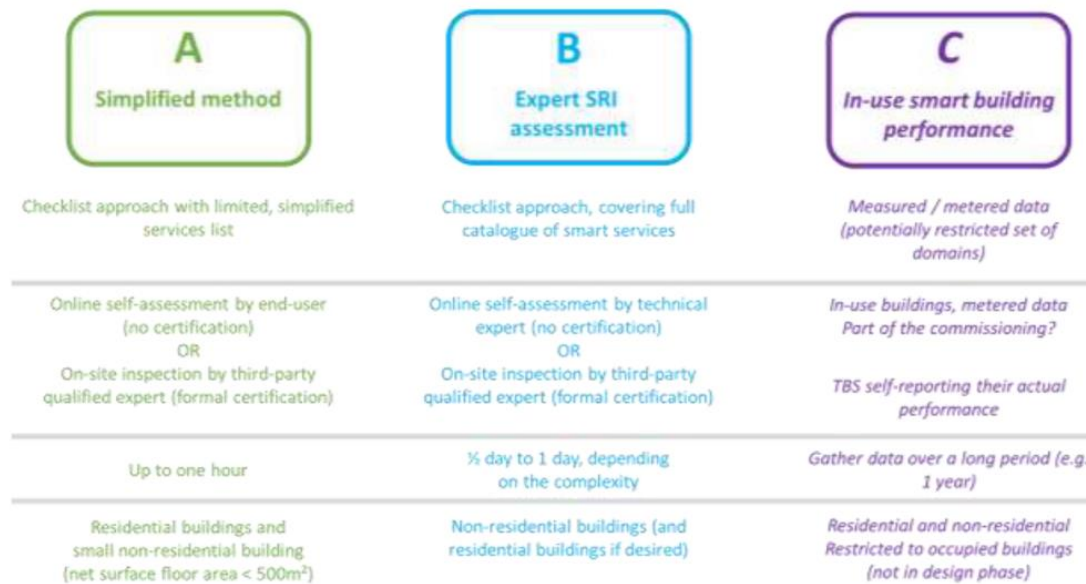 A
Simplified method
Checklist approach with limited, simplified
services list
Online self-assessment by end-user
(no certification)
OR
On-site inspection by third-party
qualified expert (formal certification)
Up to one hour
Residential buildings and
small non-residential building
(net surface floor area < 500m²)
B
Expert SRI
assessment
Checklist approach, covering full
catalogue of smart services
Online self-assessment by technical
expert (no certification)
OR
On-site inspection by third-party
qualified expert (formal certification)
½ day to 1 day, depending
on the complexity
Non-residential buildings (and
residential buildings if desired)
C
In-use smart building
performance
Measured / metered data
(potentially restricted set of
domains)
In-use buildings, metered data
Part of the commissioning?
TBS self-reporting their actual
performance
Gather data over a long period (e.g.
1 year)
Residential and non-residential
Restricted to occupied buildings
(not in design phase)